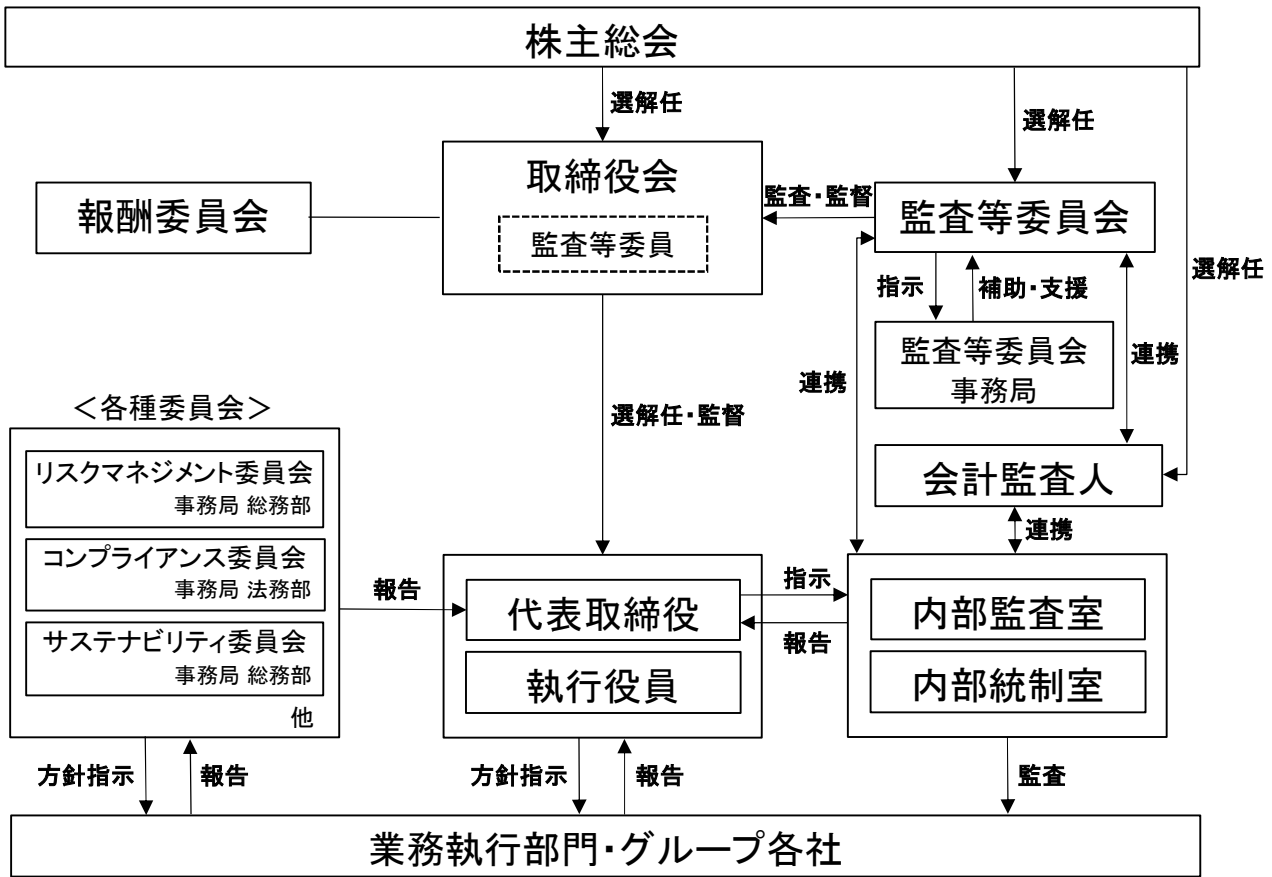 株主総会
選解任
選解任
選解任
取締役会
監査等委員
報酬委員会
監査・監督
監査等委員会
指示
補助・支援
監査等委員会
事務局
連携
連携
選解任・監督
会計監査人
連携
＜各種委員会＞
リスクマネジメント委員会
事務局 総務部
コンプライアンス委員会
事務局 法務部
サステナビリティ委員会
事務局 総務部
他
報告
代表取締役
執行役員
指示
報告
内部監査室
内部統制室
方針指示
報告
方針指示
報告
監査
業務執行部門・グループ各社